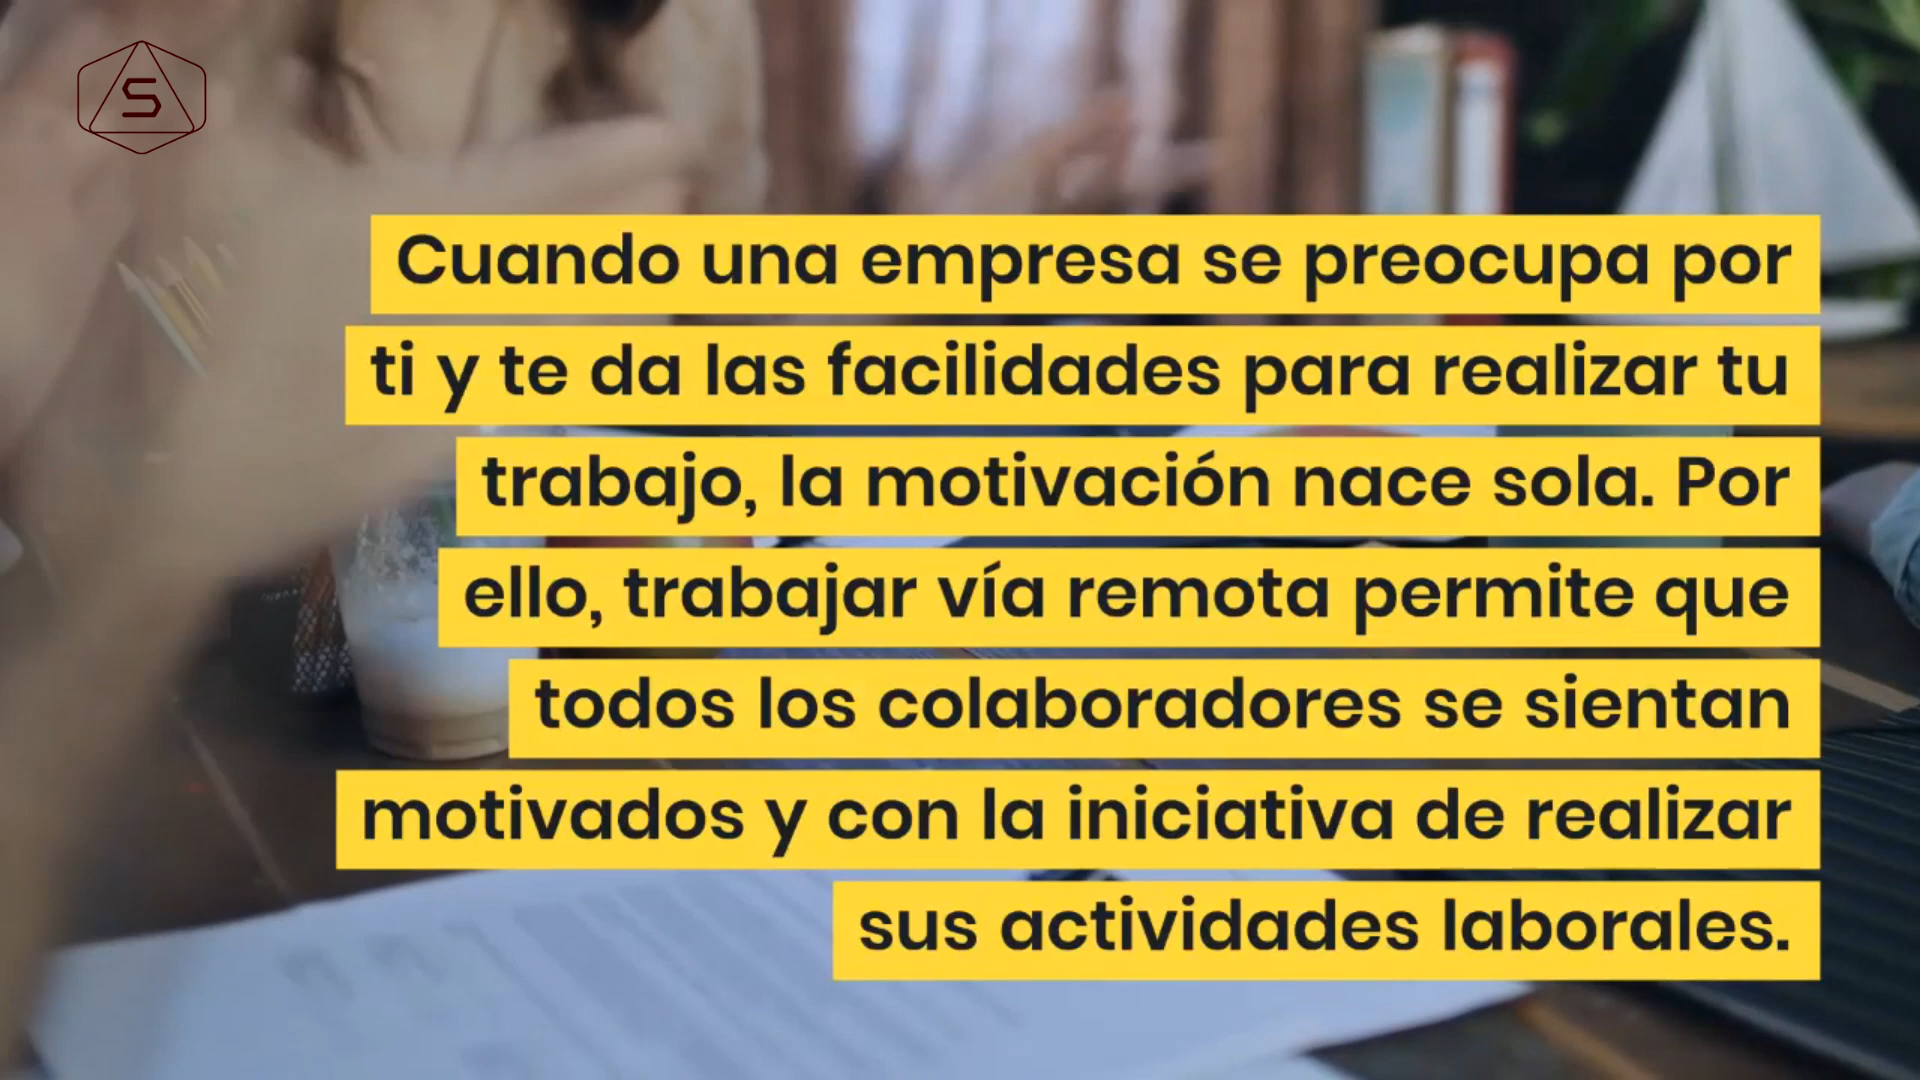 S
Cuando una empresa se preocupa por
ti y te da las facilidades para realizar tu
trabajo, la motivación nace sola. Por
ello, trabajar vía remota permite que
todos los colaboradores se sientan
motivados y con la iniciativa de realizar
sus actividades laborales.